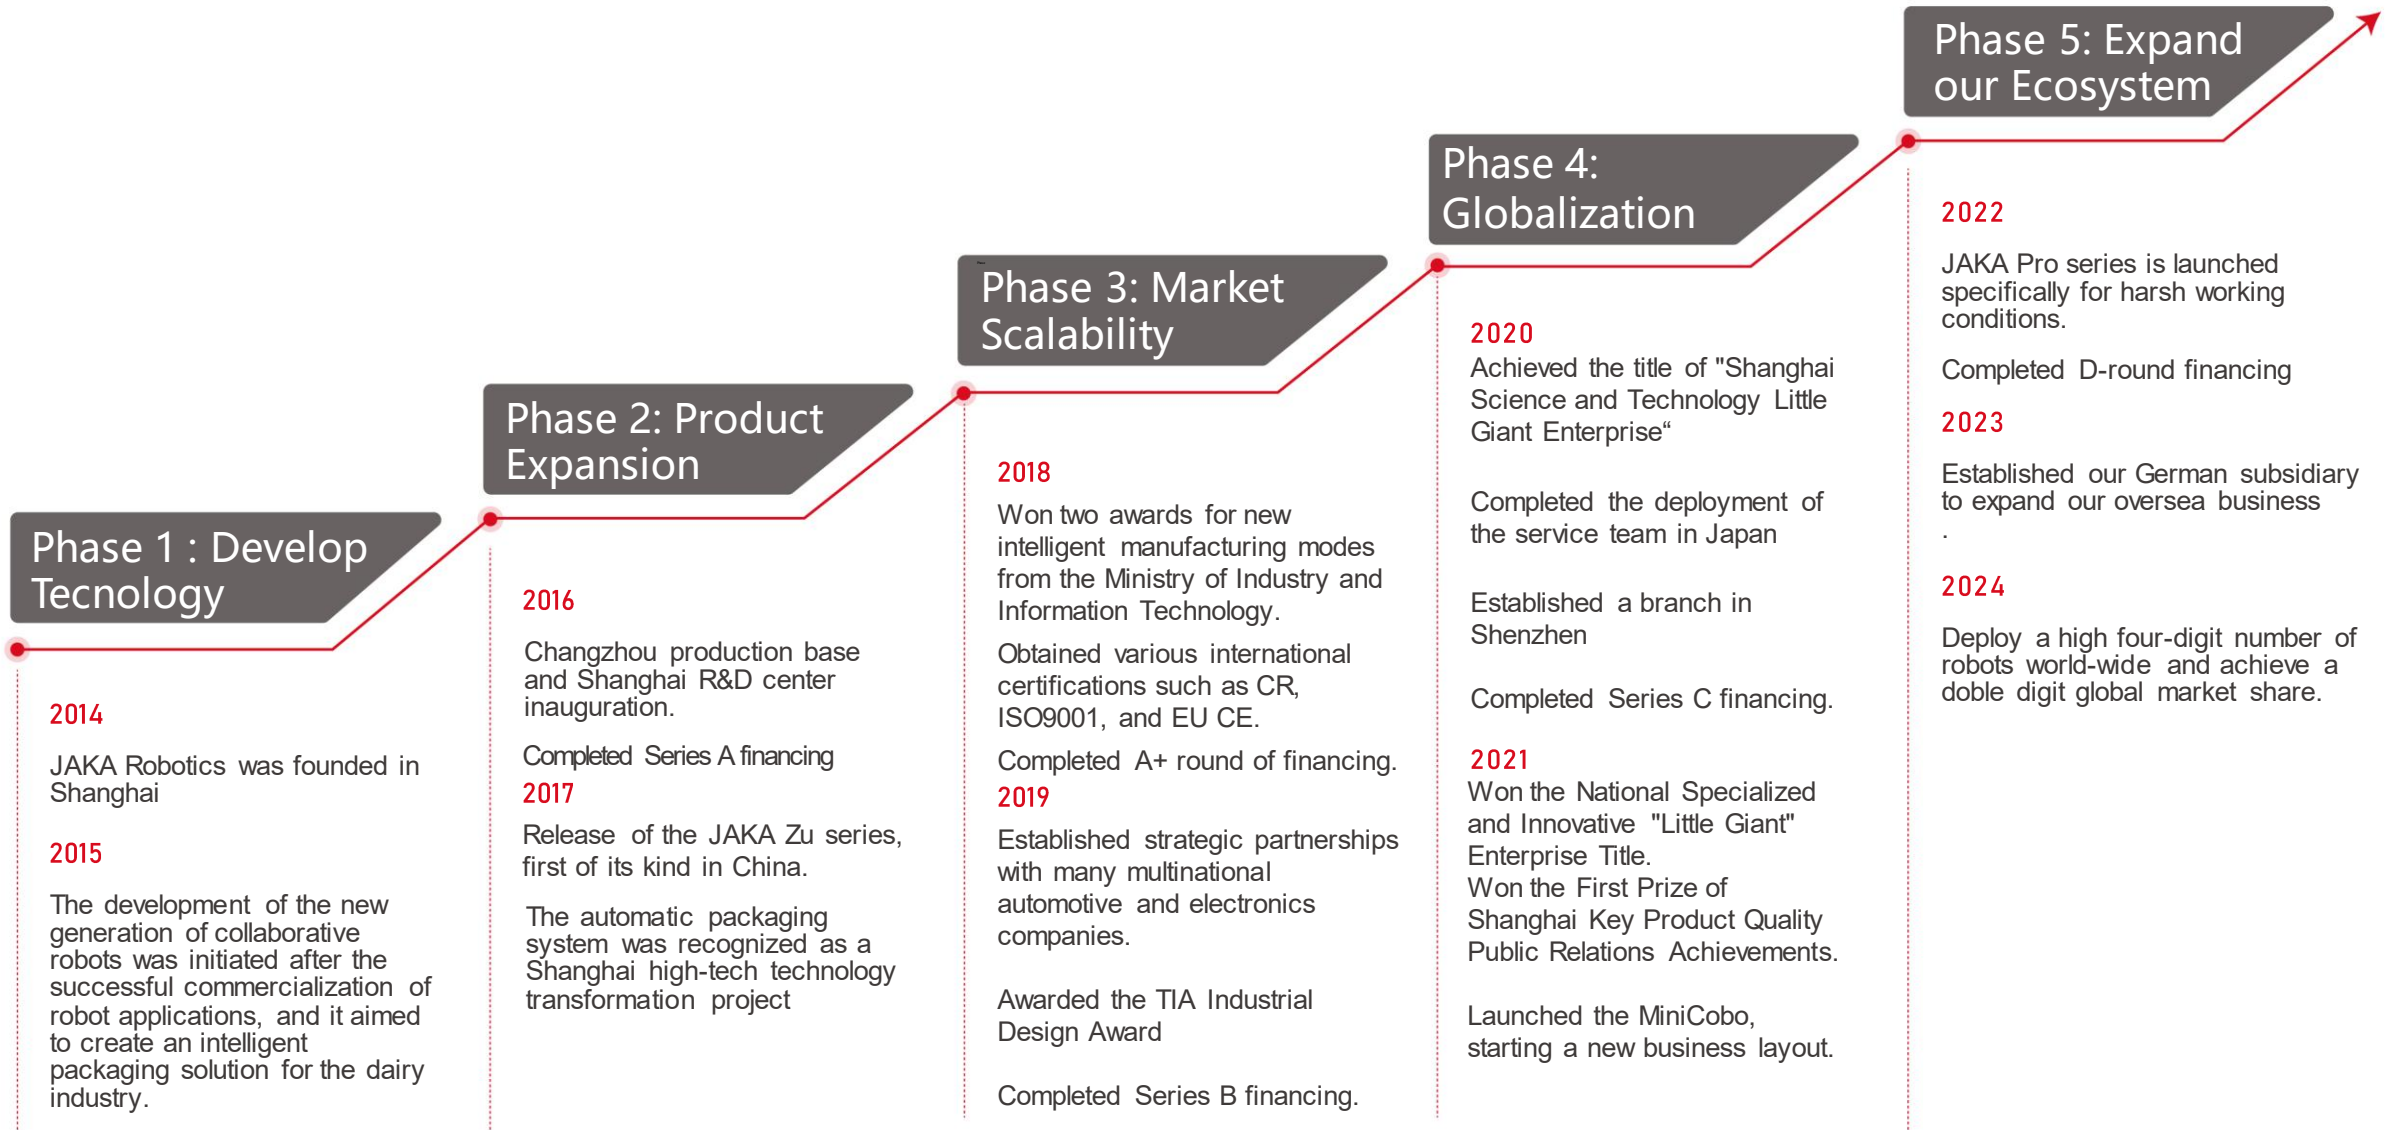 Phase 1 : Develop
Tecnology
2014
JAKA Robotics was founded in
Shanghai
2015
The development of the new
generation of collaborative
robots was initiated after the
successful commercialization of
robot applications, and it aimed
to create an intelligent
packaging solution for the dairy
industry.
Phase 2: Product
Expansion
2016
Changzhou production base
and Shanghai R&D center
inauguration.
Completed Series A financing
2017
Release of the JAKA Zu series,
first of its kind in China.
The automatic packaging
system was recognized as a
Shanghai high-tech technology
transformation project
Phase 3: Market
Scalability
2018
Won two awards for new
intelligent manufacturing modes
from the Ministry of Industry and
Information Technology.
Obtained various international
certifications such as CR,
ISO9001, and EU CE.
Completed A+ round of financing.
2019
Established strategic partnerships
with many multinational
automotive and electronics
companies.
Awarded the TIA Industrial
Design Award
Completed Series B financing.
Phase 4:
Globalization
2020
Achieved the title of "Shanghai
Science and Technology Little
Giant Enterprise“
Completed the deployment of
the service team in Japan
Established a branch in
Shenzhen
Completed Series C financing.
2021
Won the National Specialized
and Innovative "Little Giant"
Enterprise Title.
Won the First Prize of
Shanghai Key Product Quality
Public Relations Achievements.
Launched the MiniCobo,
starting a new business layout.
Phase 5: Expand
our Ecosystem
2022
JAKA Pro series is launched
specifically for harsh working
conditions.
Completed D-round financing
2023
Established our German subsidiary
to expand our oversea business
.
2024
Deploy a high four-digit number of
robots world-wide and achieve a
doble digit global market share.